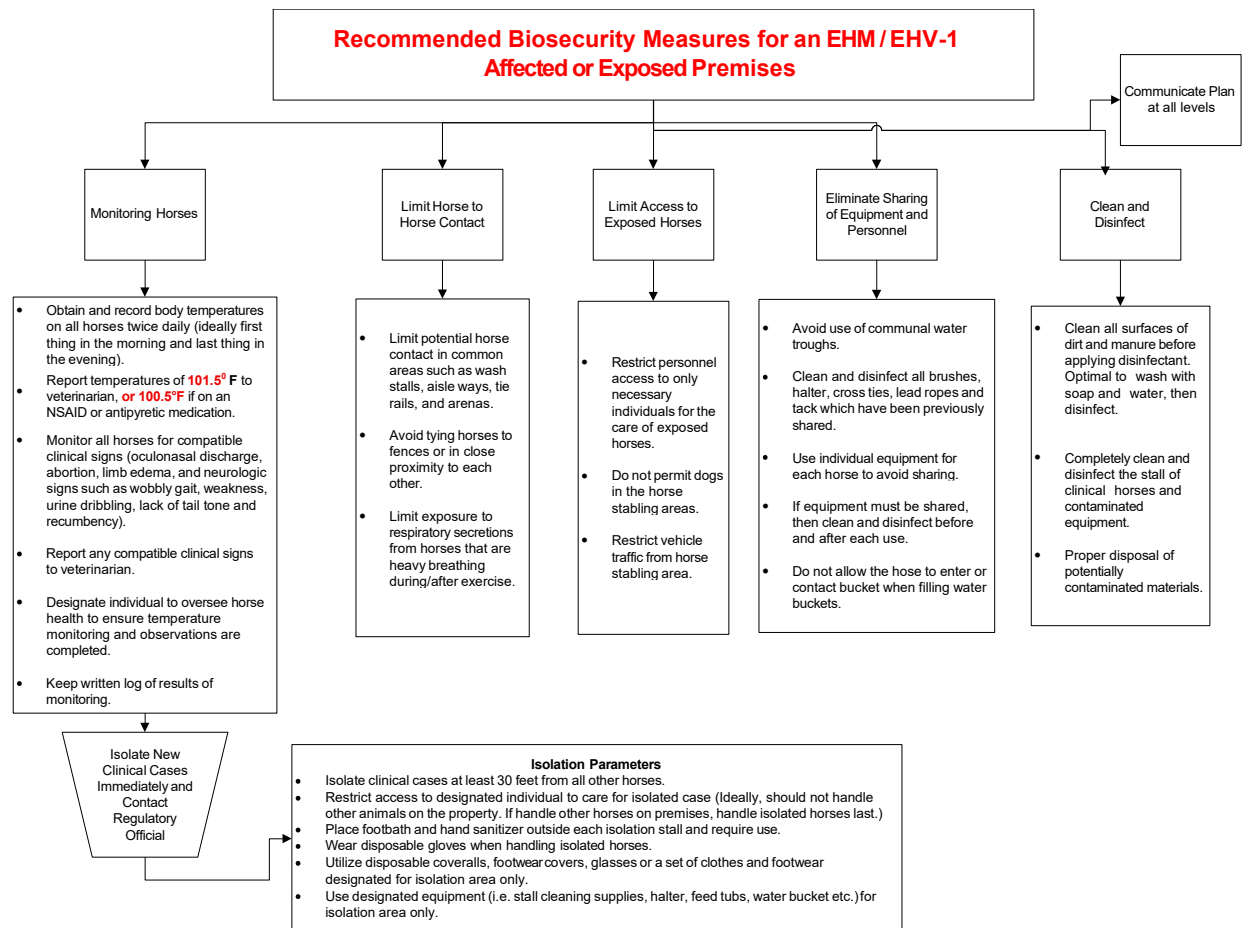 Recommended Biosecurity Measures for an EHM / EHV-1
Affected or Exposed Premises
Communicate Plan
at all levels
Monitoring Horses
Limit Horse to
Horse Contact
Limit Access to
Exposed Horses
Eliminate Sharing
of Equipment and
Personnel
Clean and
Disinfect
• Obtain and record body temperatures
on all horses twice daily (ideally first
thing in the morning and last thing in
the evening).
• Report temperatures of 101.5⁰ F to
veterinarian, or 100.5°F if on an
NSAID or antipyretic medication.
• Monitor all horses for compatible
clinical signs (oculonasal discharge,
abortion, limb edema, and neurologic
signs such as wobbly gait, weakness,
urine dribbling, lack of tail tone and
recumbency).
• Report any compatible clinical signs
to veterinarian.
• Designate individual to oversee horse
health to ensure temperature
monitoring and observations are
completed.
• Keep written log of results of
monitoring.
• Limit potential horse
contact in common
areas such as wash
stalls, aisle ways, tie
rails, and arenas.
• Avoid tying horses to
fences or in close
proximity to each
other.
• Limit exposure to
respiratory secretions
from horses that are
heavy breathing
during/after exercise.
• Restrict personnel
access to only
necessary
individuals for the
care of exposed
horses.
• Do not permit dogs
in the horse
stabling areas.
• Restrict vehicle
traffic from horse
stabling area.
• Avoid use of communal water
troughs.
• Clean and disinfect all brushes,
halter, cross ties, lead ropes and
tack which have been previously
shared.
• Use individual equipment for
each horse to avoid sharing.
• If equipment must be shared,
then clean and disinfect before
and after each use.
• Do not allow the hose to enter or
contact bucket when filling water
buckets.
• Clean all surfaces of
dirt and manure before
applying disinfectant.
Optimal to wash with
soap and water, then
disinfect.
• Completely clean and
disinfect the stall of
clinical horses and
contaminated
equipment.
• Proper disposal of
potentially
contaminated materials.
Isolate New
Clinical Cases
Immediately and
Contact
Regulatory
Official
Isolation Parameters
• Isolate clinical cases at least 30 feet from all other horses.
• Restrict access to designated individual to care for isolated case (Ideally, should not handle
other animals on the property. If handle other horses on premises, handle isolated horses last.)
• Place footbath and hand sanitizer outside each isolation stall and require use.
• Wear disposable gloves when handling isolated horses.
• Utilize disposable coveralls, footwear covers, glasses or a set of clothes and footwear
designated for isolation area only.
• Use designated equipment (i.e. stall cleaning supplies, halter, feed tubs, water bucket etc.) for
isolation area only.